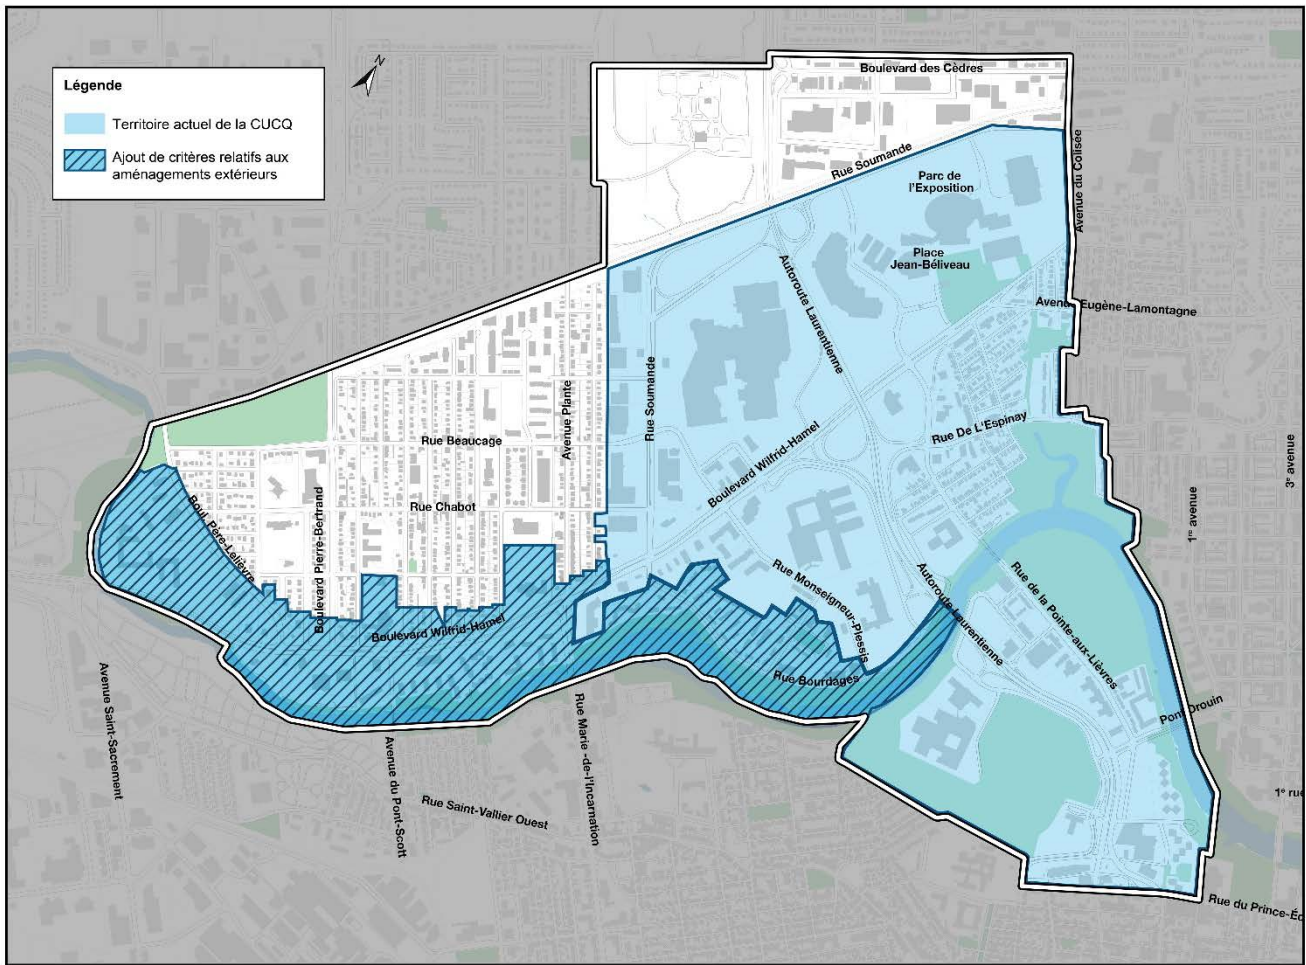 Légende
Territoire actuel de la CUCQ
Ajout de critères relatifs aux
aménagements extérieurs
N
Boulevard des Cèdres
Rue Soumande
Avenue du Colisée
Parc de
l'Exposition
Place
Jean-Béliveau
Autoroute Laurentienne
Avenue Eugène-Lamontagne
Rue Soumande
Avenue Plante
Rue Beaucage
Rue De L'Espinay
Boulevard Wilfrid-Hamel
3e avenue
1re avenue
Rue Chabot
Boul. Père-Lelièvre
Boulevard Pierre-Bertrand
Boulevard Wilfrid-Hamel
Rue Monseigneur-Plessis
Autoroute Laurentienne
Rue de la Pointe-aux-Lièvres
Rue Bourdages
Pont Drouin
Avenue Saint-Sacrement
Avenue du Pont-Scott
Rue Marie -de-l'Incarnation
Rue Saint-Vallier Ouest
1e rue
Rue du Prince-Éd